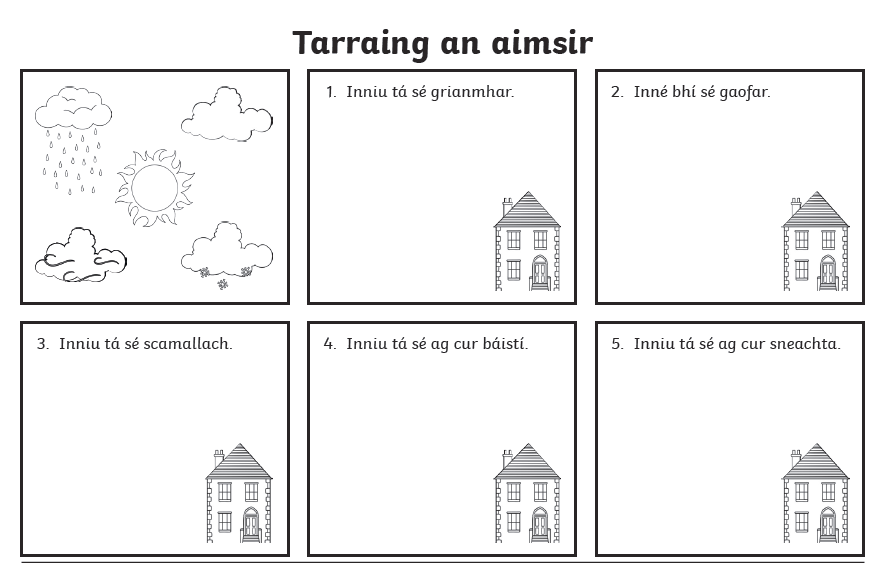 Tarraing an aimsir
1. Inniu tá sé grianmhar.
2. Inné bhí sé gaofar.
3. Inniu tá sé scamallach.
4. Inniu tá sé ag cur báistí.
5. Inniu tá sé ag cur sneachta.